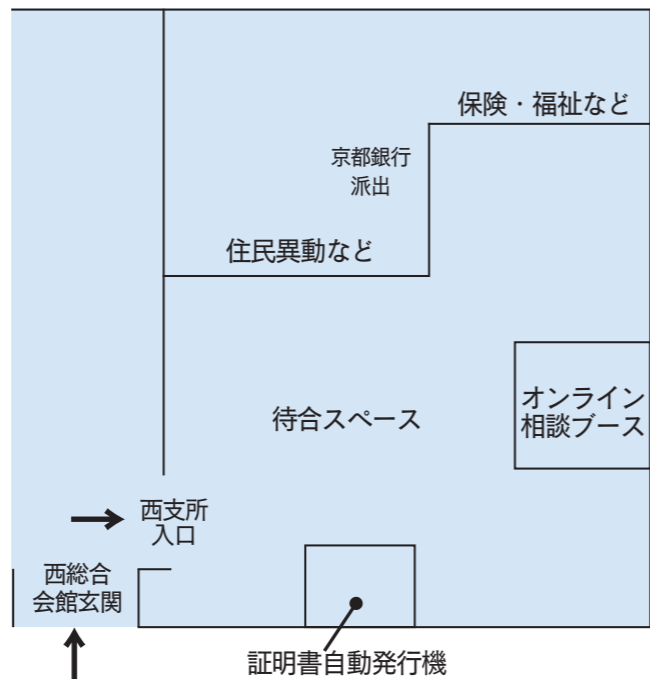 保険・福祉など
京都銀行
派出
住民異動など
オンライン
相談ブース
待合スペース
西支所
入口
西総合
会館玄関
証明書自動発行機